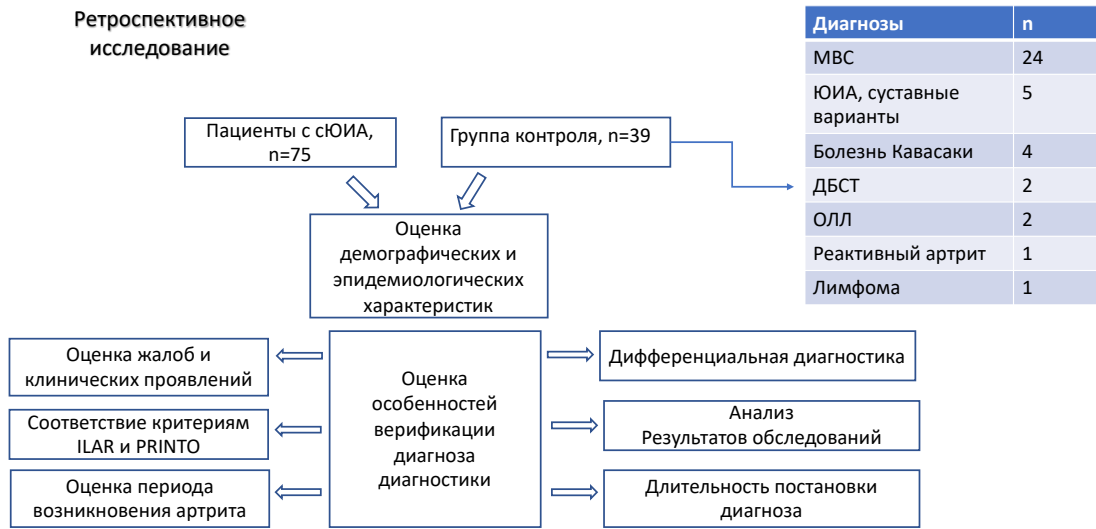 Ретроспективное
исследование
Пациенты с сЮИА,
n=75
Группа контроля, n=39
Оценка
демографических и
эпидемиологических
характеристик
Оценка жалоб и
клинических проявлений
Соответствие критериям
ILAR и PRINTO
Оценка периода
возникновения артрита
Оценка
особенностей
верификации
диагноза
диагностики
Дифференциальная диагностика
Анализ
Результатов обследований
Длительность постановки
диагноза
Диагнозы n
МВС 24
ЮИА, суставные 5
варианты
Болезнь Кавасаки 4
ДБСТ 2
ОЛЛ 2
Реактивный артрит 1
Лимфома 1